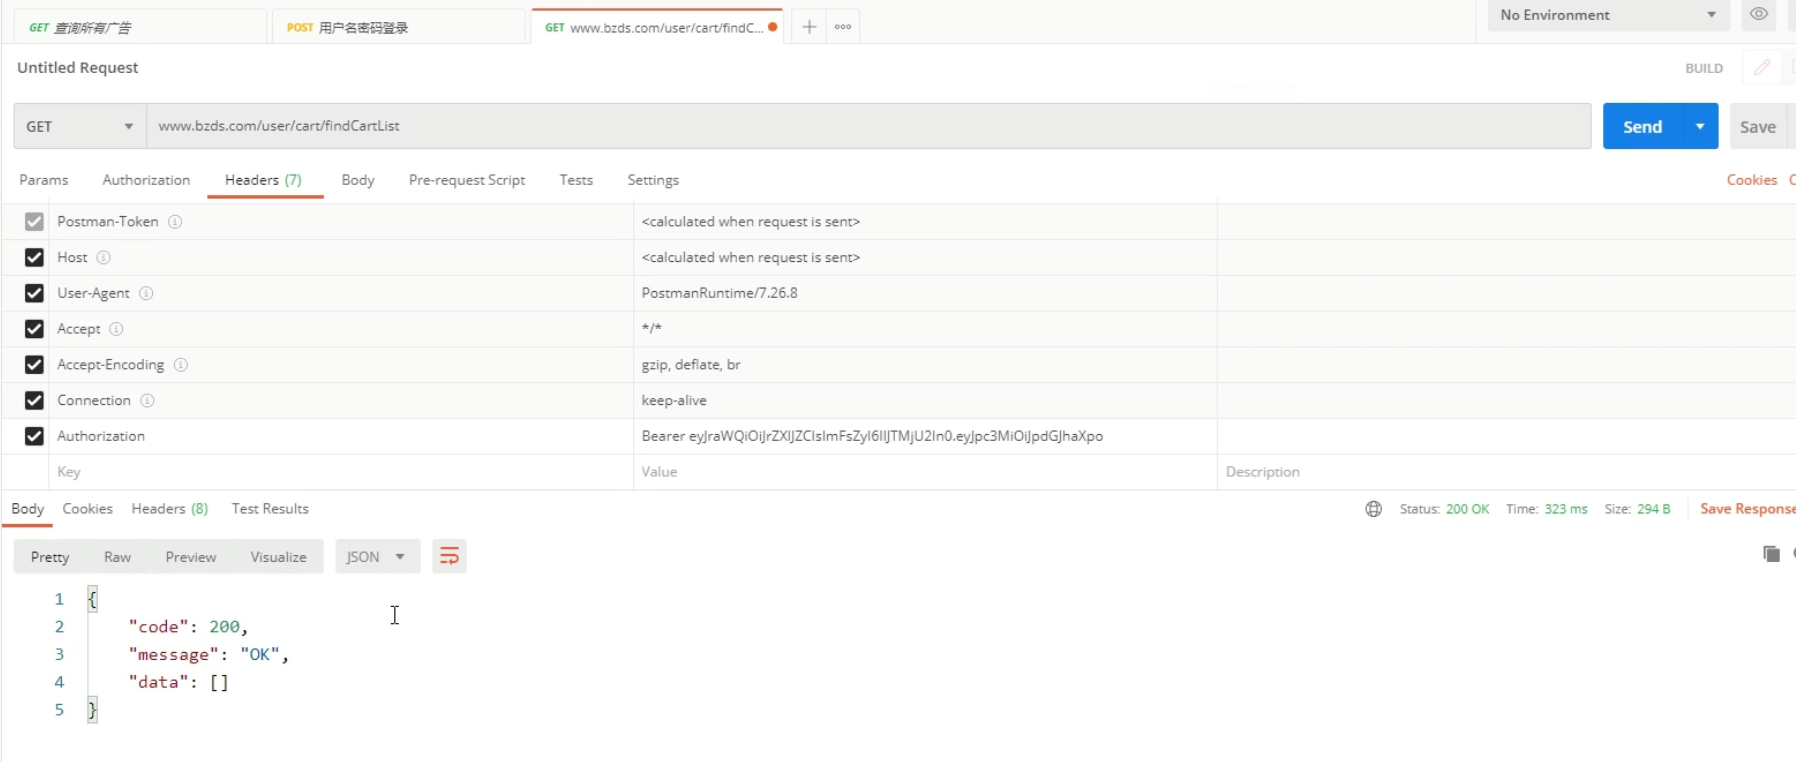 GET 查询所有广告
POST 用户名密码登录
GET www.bzds.com/user/cart/findC...
No Environment
Untitled Request
BUILD
GET
www.bzds.com/user/cart/findCartList
Send
Save
Params
Authorization
Headers (7)
Body
Pre-request Script
Tests
Settings
Cookies
Postman-Token <calculated when request is sent>
Host <calculated when request is sent>
User-Agent PostmanRuntime/7.26.8
Accept */*
Accept-Encoding gzip, deflate, br
Connection keep-alive
Authorization Bearer eyJraWQiOiJrZXlJZCIsImFsZyI6IlJTMjU2In0.eyJpc3MiOiJpdGJhaXpo
Key Value Description
Body Cookies Headers (8) Test Results
Status: 200 OK Time: 323 ms Size: 294 B Save Response
Pretty Raw Preview Visualize JSON
1 {
2 "code": 200,
3 "message": "OK",
4 "data": []
5 }